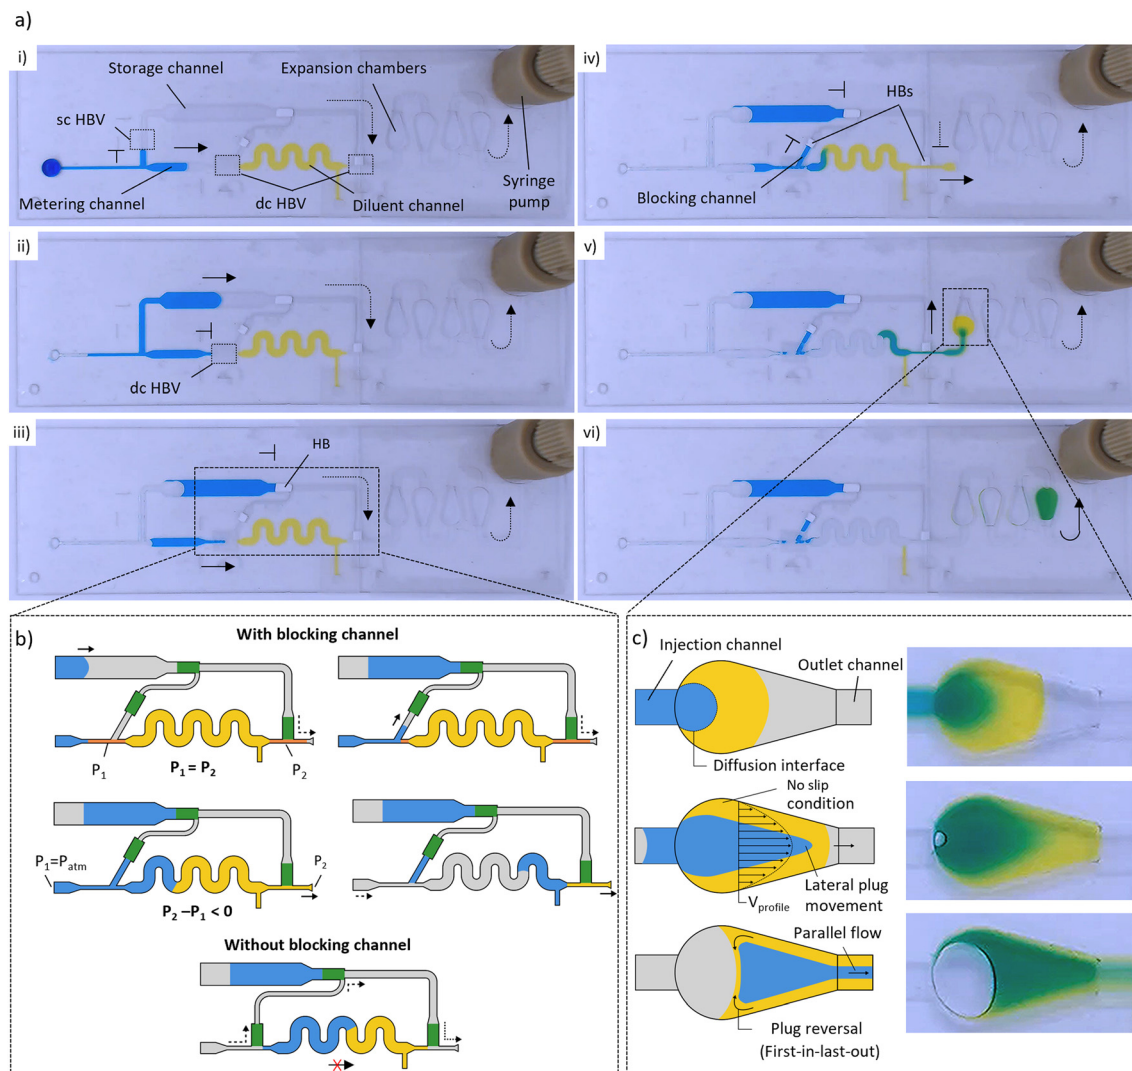 a)
i)
Storage channel
Expansion chambers
sc HBV
Metering channel
dc HBV
Diluent channel
Syringe
pump
iv)
HBs
Blocking channel
ii)
dc HBV
v)
iii)
HB
vi)
b)
With blocking channel
P1
P1 = P2
P2
P1=Patm
P2 –P1 < 0
P2
Without blocking channel
c)
Injection channel
Outlet channel
Diffusion interface
No slip
condition
Vprofile
Lateral plug
movement
Parallel flow
Plug reversal
(First-in-last-out)